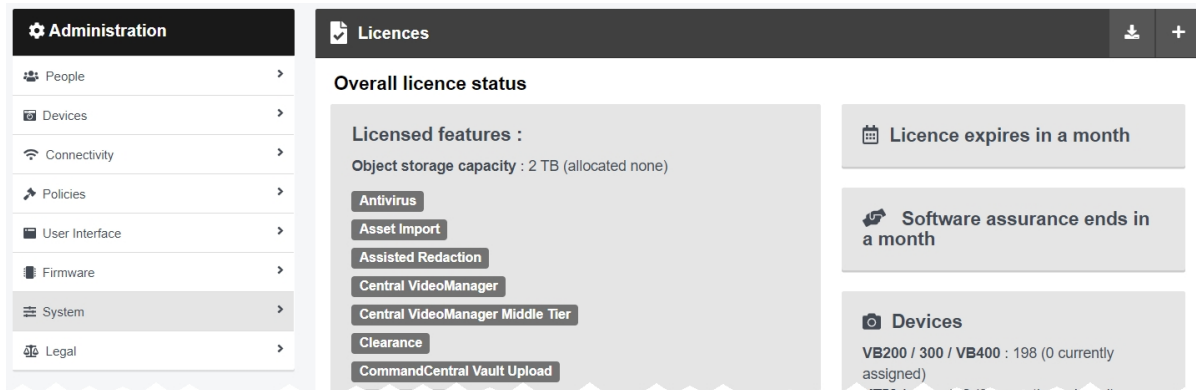 Administration
People
Devices
Connectivity
Policies
User Interface
Firmware
System
Legal
Licences
Overall licence status
Licensed features :
Object storage capacity : 2 TB (allocated none)
Antivirus
Asset Import
Assisted Redaction
Central VideoManager
Central VideoManager Middle Tier
Clearance
CommandCentral Vault Upload
Licence expires in a month
Software assurance ends in
a month
Devices
VB200 / 300 / VB400 : 198 (0 currently
assigned)